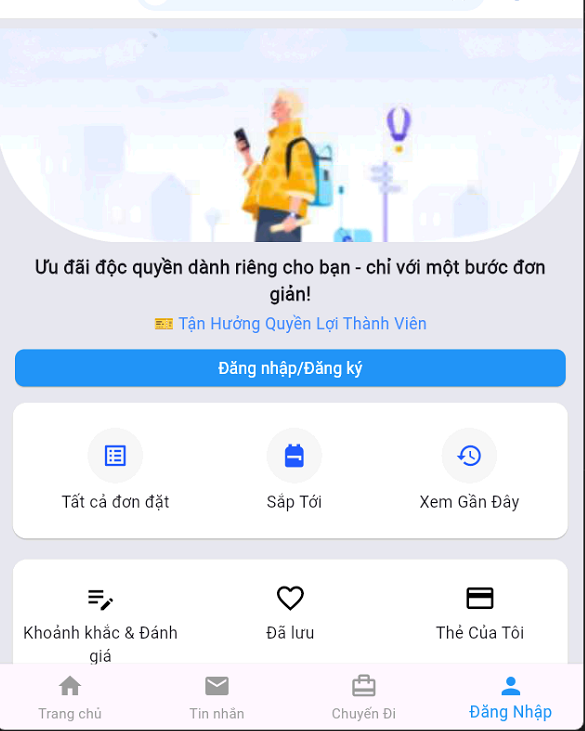 Ưu đãi độc quyền dành riêng cho bạn - chỉ với một bước đơn
giản!
🎫 Tận Hưởng Quyền Lợi Thành Viên
Đăng nhập/Đăng ký
Tất cả đơn đặt
Sắp Tới
Xem Gần Đây
Khoảnh khắc & Đánh
giá
Đã lưu
Thẻ Của Tôi
Trang chủ
Tin nhắn
Chuyến Đi
Đăng Nhập